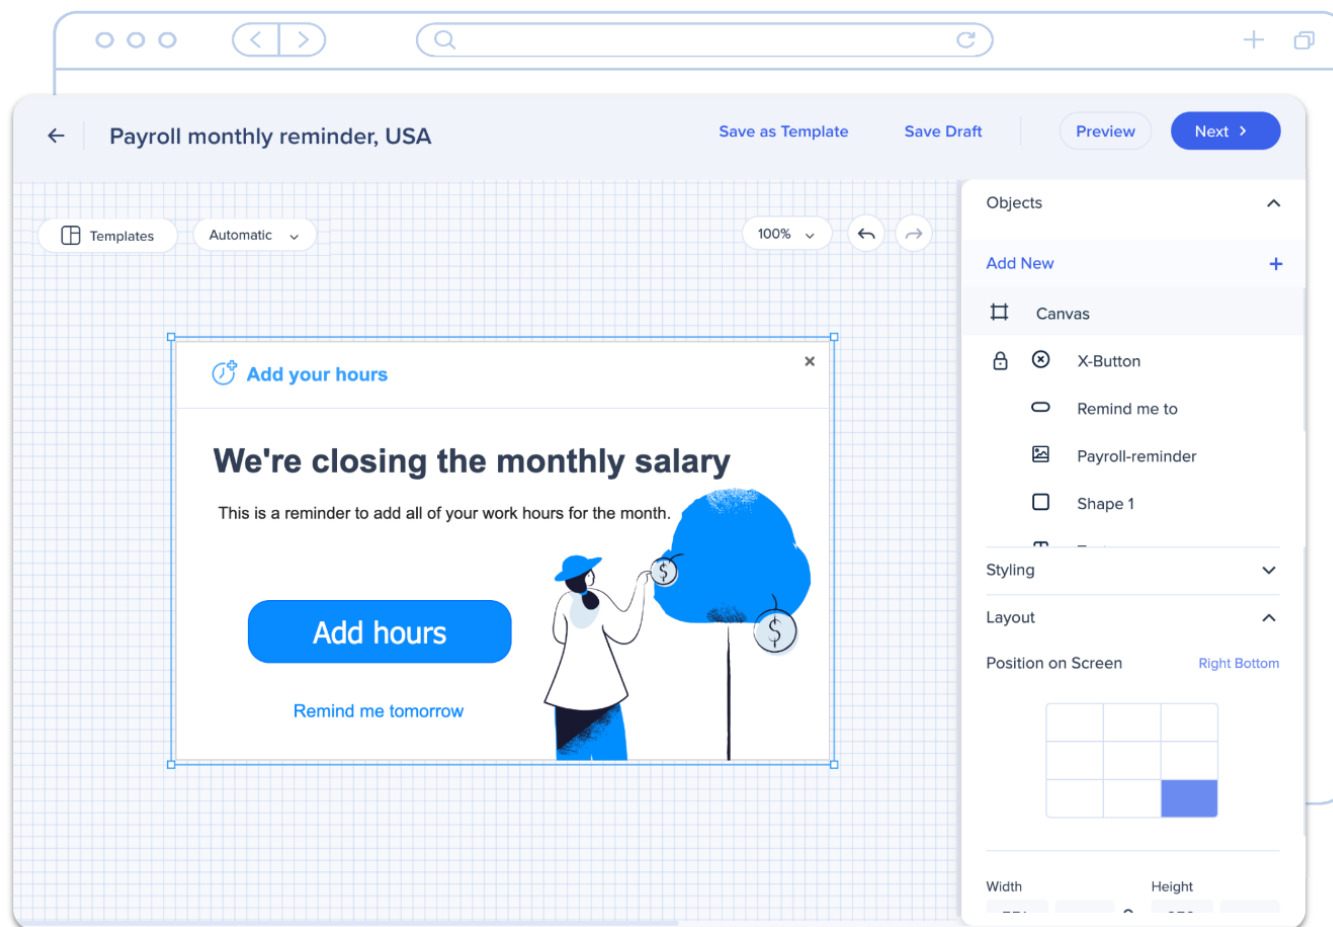 Payroll monthly reminder, USA
Save as Template
Save Draft
Preview
Next
Templates
Automatic
100%
Add your hours
We're closing the monthly salary
This is a reminder to add all of your work hours for the month.
$
$
Add hours
Remind me tomorrow
Objects
Add New
Canvas
X-Button
Remind me to
Payroll-reminder
Shape 1
Styling
Layout
Position on Screen
Right Bottom
Width
Height